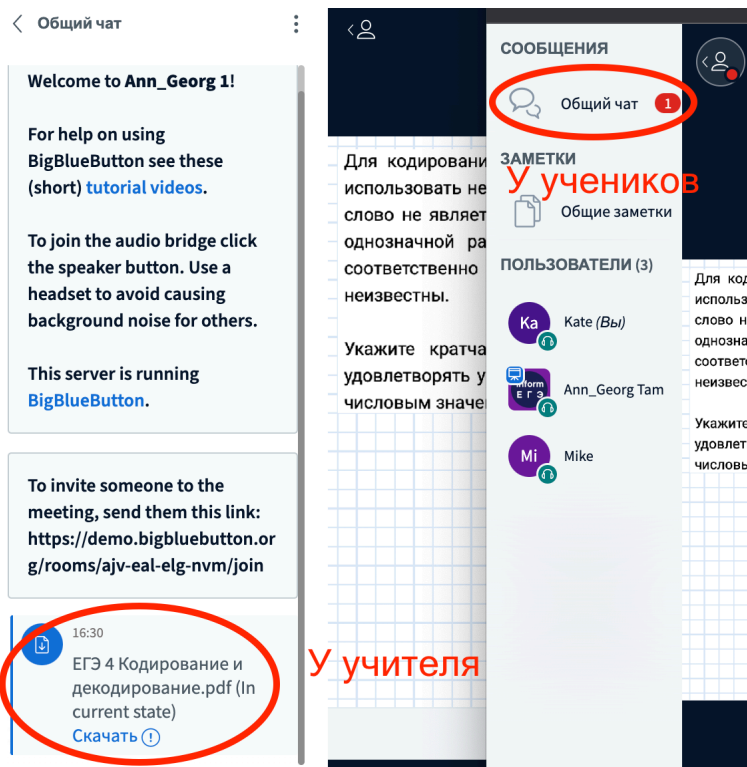 Общий чат
Welcome to Ann_Georg 1!
For help on using
BigBlueButton see these
(short) tutorial videos.
To join the audio bridge click
the speaker button. Use a
headset to avoid causing
background noise for others.
This server is running
BigBlueButton.
To invite someone to the
meeting, send them this link:
https://demo.bigbluebutton.or
g/rooms/ajv-eal-elg-nvm/join
16:30
ЕГЭ 4 Кодирование и
декодирование.pdf (In
current state)
Скачать
У учителя
Для кодировани
использовать не
слово не являет
однозначной ра
соответственно
неизвестны.
Укажите кратча
удовлетворять у
числовым значе
СООБЩЕНИЯ
Общий чат 1
ЗАМЕТКИ
У учеников
Общие заметки
ПОЛЬЗОВАТЕЛИ (3)
Ka Kate (Вы)
inform
ЕГЭ
Ann_Georg Tam
Mi Mike
Для код
использ
слово н
однозна
соответ
неизвес
Укажите
удовлет
числовы